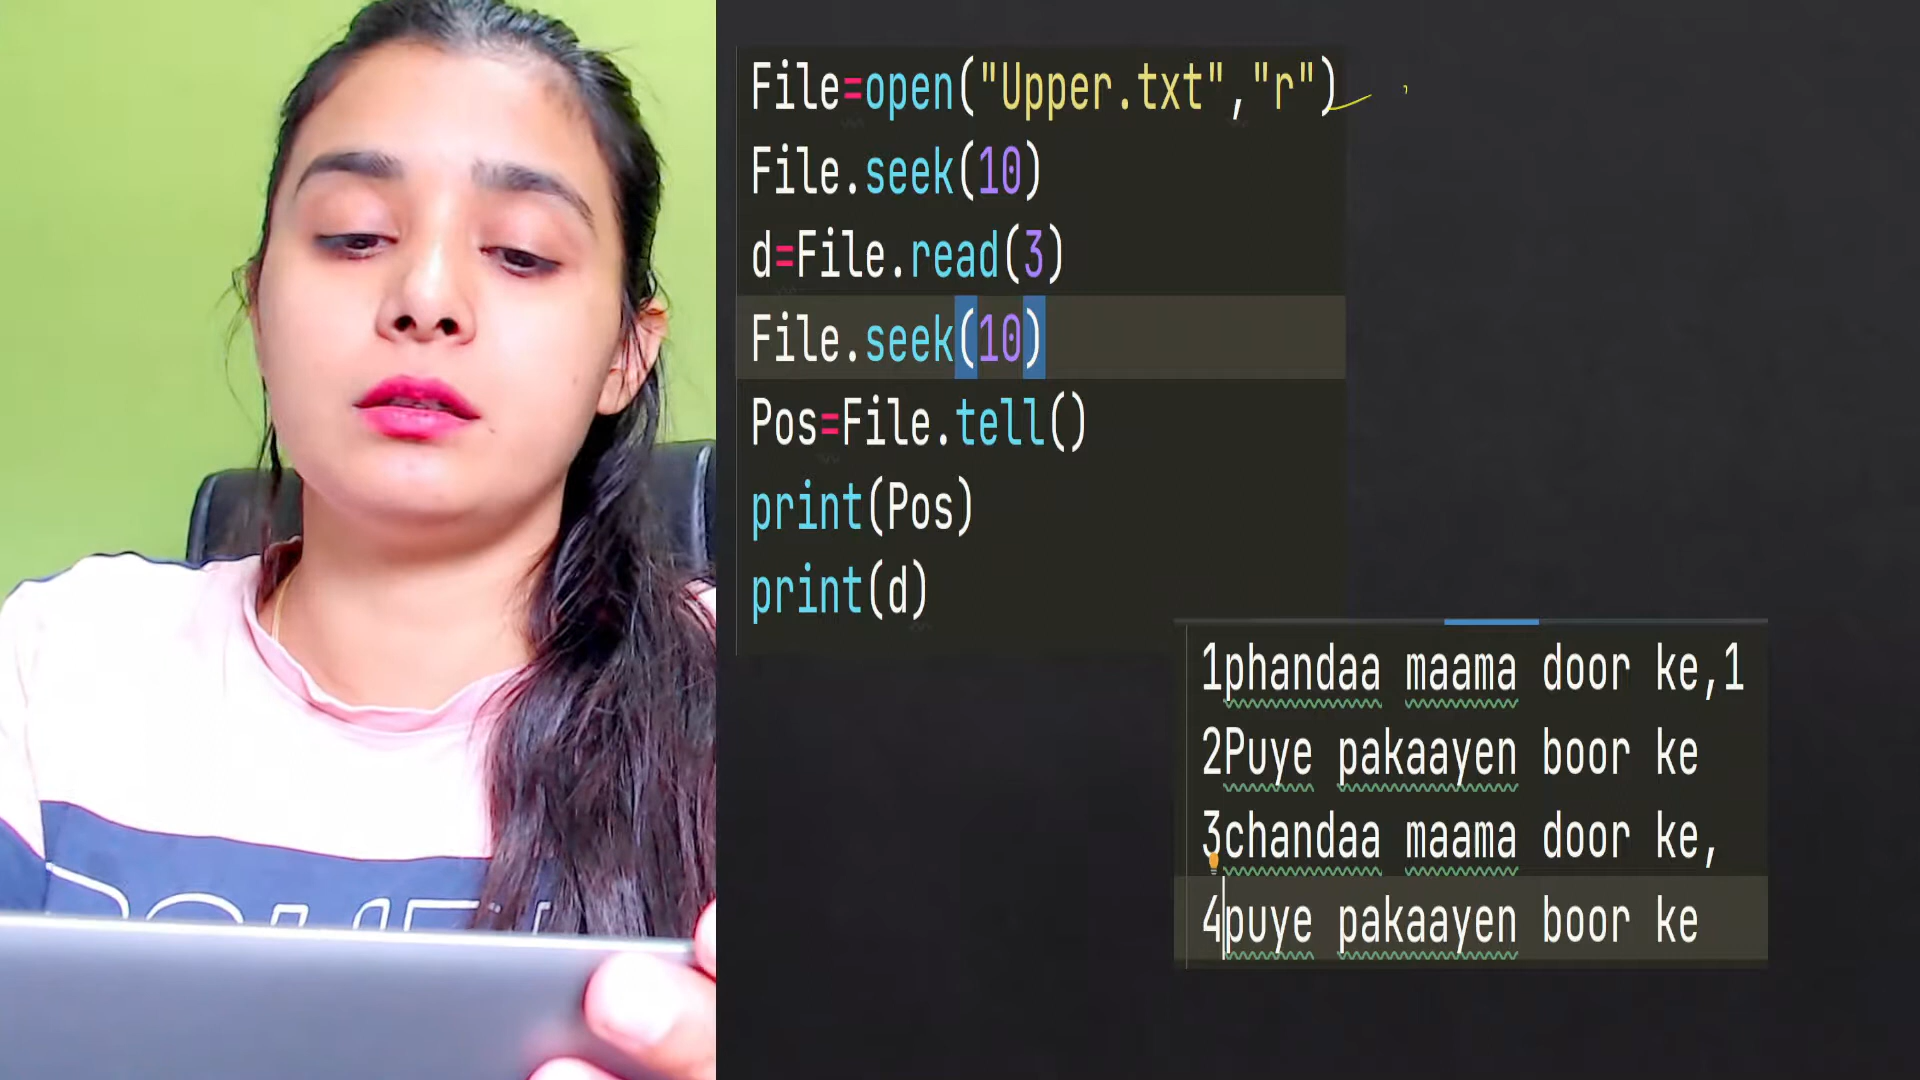 File=open("Upper.txt","r")
File.seek(10)
d=File.read(3)
File.seek(10)
Pos=File.tell()
print(Pos)
print(d)
1phandaa maama door ke,1
2Puye pakaayen boor ke
3chandaa maama door ke,
4puye pakaayen boor ke